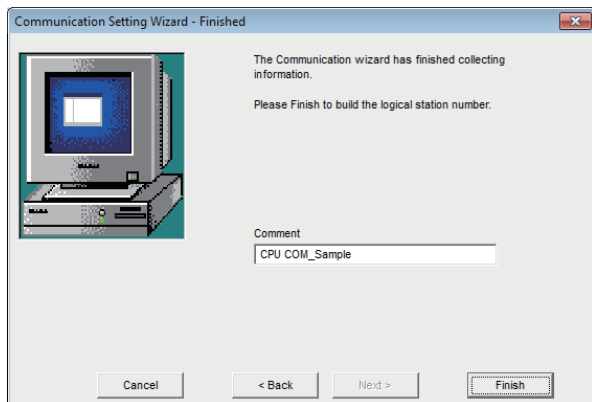 Communication Setting Wizard - Finished
The Communication wizard has finished collecting
information.
Please Finish to build the logical station number.
Comment
CPU COM_Sample
Cancel
< Back
Next >
Finish